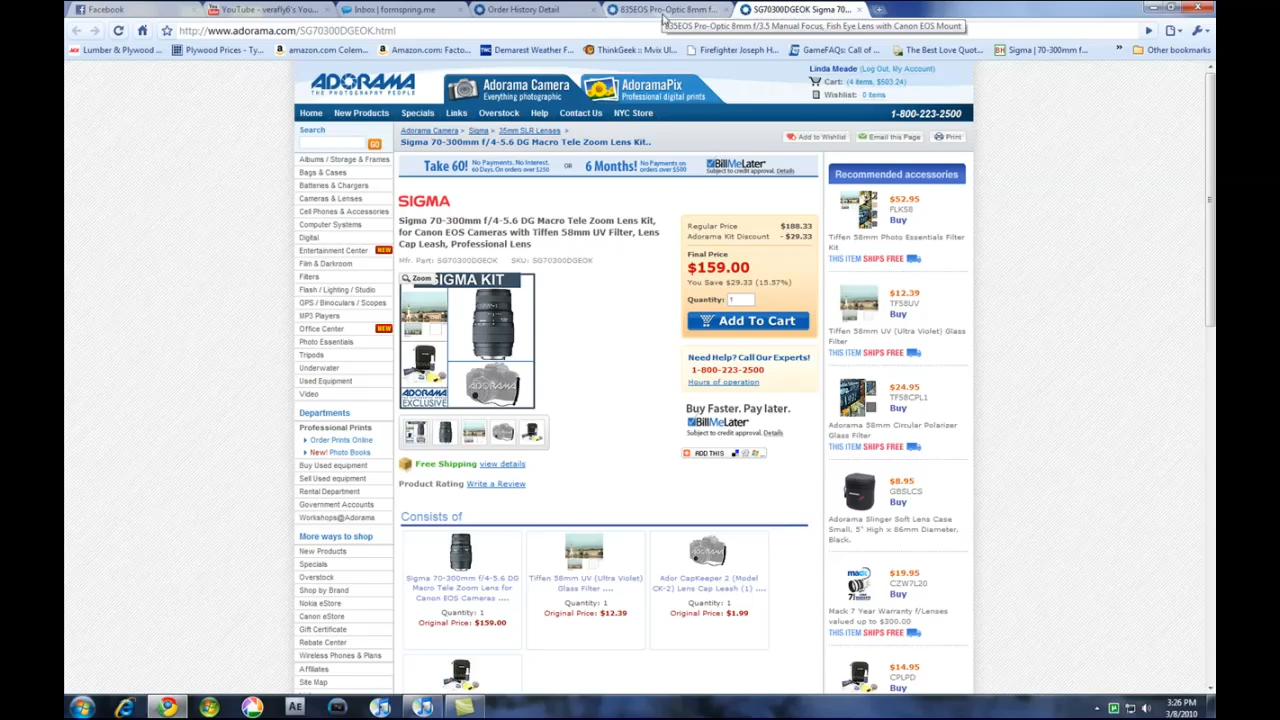 Facebook
YouTube - verafly6's You...
Inbox | formspring.me
Order History Detail
835EOS Pro-Optic 8mm f...
SG70300DGEOK Sigma 70...
http://www.adorama.com/SG70300DGEOK.html
835EOS Pro-Optic 8mm f/3.5 Manual Focus, Fish Eye Lens with Canon EOS Mount
Lumber & Plywood
Plywood Prices - Ty...
amazon.com Colem...
Amazon.com: Facto...
Demarest Weather F...
ThinkGeek :: Mvix Ul...
Firefighter Joseph H...
GameFAQs: Call of ...
The Best Love Quot...
Sigma | 70-300mm f...
»
Other bookmarks
ADORAMA
THE PHOTOGRAPHY PEOPLE
Adorama Camera
Everything photographic
AdoramaPix
Professional digital prints
Linda Meade (Log Out, My Account)
Cart: (4 items, $503.24)
Wishlist: 0 items
Home New Products Specials Links Overstock Help Contact Us NYC Store 1-800-223-2500
Search
GO
Adorama Camera > Sigma > 35mm SLR Lenses >
Sigma 70-300mm f/4-5.6 DG Macro Tele Zoom Lens Kit..
Add to Wishlist
Email this Page
Print
Albums / Storage & Frames
Bags & Cases
Batteries & Chargers
Cameras & Lenses
Cell Phones & Accessories
Computer Systems
Digital
Entertainment Center NEW
Film & Darkroom
Filters
Flash / Lighting / Studio
GPS / Binoculars / Scopes
MP3 Players
Office Center NEW
Photo Essentials
Tripods
Underwater
Used Equipment
Video
Departments
Professional Prints
Order Prints Online
New! Photo Books
Buy Used equipment
Sell Used equipment
Rental Department
Government Accounts
Workshops@Adorama
More ways to shop
New Products
Specials
Overstock
Shop by Brand
Nokia eStore
Canon eStore
Gift Certificate
Rebate Center
Wireless Phones & Plans
Affiliates
Site Map
Take 60! No Payments. No Interest.
60 Days. On orders over $250
OR
6 Months! No Payments on
orders over $500
BillMeLater
Subject to credit approval. Details
SIGMA
Sigma 70-300mm f/4-5.6 DG Macro Tele Zoom Lens Kit,
for Canon EOS Cameras with Tiffen 58mm UV Filter, Lens
Cap Leash, Professional Lens
Mfr. Part: SG70300DGEOK SKU: SG70300DGEOK
Zoom
SIGMA KIT
ADORAMA
ADORAMA
EXCLUSIVE
Free Shipping view details
Product Rating Write a Review
Regular Price $188.33
Adorama Kit Discount - $29.33
Final Price
$159.00
You Save $29.33 (15.57%)
Quantity: 1
Add To Cart
Need Help? Call Our Experts!
1-800-223-2500
Hours of operation
Buy Faster. Pay later.
BillMeLater
Subject to credit approval. Details
ADD THIS
Consists of
Sigma 70-300mm f/4-5.6 DG
Macro Tele Zoom Lens for
Canon EOS Cameras ....
Quantity: 1
Original Price: $159.00
Tiffen 58mm UV (Ultra Violet)
Glass Filter ....
Quantity: 1
Original Price: $12.39
Ador CapKeeper 2 (Model
CK-2) Lens Cap Leash (1) ....
Quantity: 1
Original Price: $1.99
Recommended accessories
$52.95
FLK58
Buy
Tiffen 58mm Photo Essentials Filter
Kit
THIS ITEM SHIPS FREE
$12.39
TF58UV
Buy
Tiffen 58mm UV (Ultra Violet) Glass
Filter
THIS ITEM SHIPS FREE
$24.95
TF58CPL1
Buy
Adorama 58mm Circular Polarizer
Glass Filter
THIS ITEM SHIPS FREE
$8.95
GBSLCS
Buy
Adorama Slinger Soft Lens Case
Small, 5" High x 86mm Diameter,
Black.
$19.95
CZW7L20
Buy
Mack 7 Year Warranty f/Lenses
valued up to $300.00
THIS ITEM SHIPS FREE
$14.95
CPLPD
Buy
AE
3:26 PM
3/8/2010